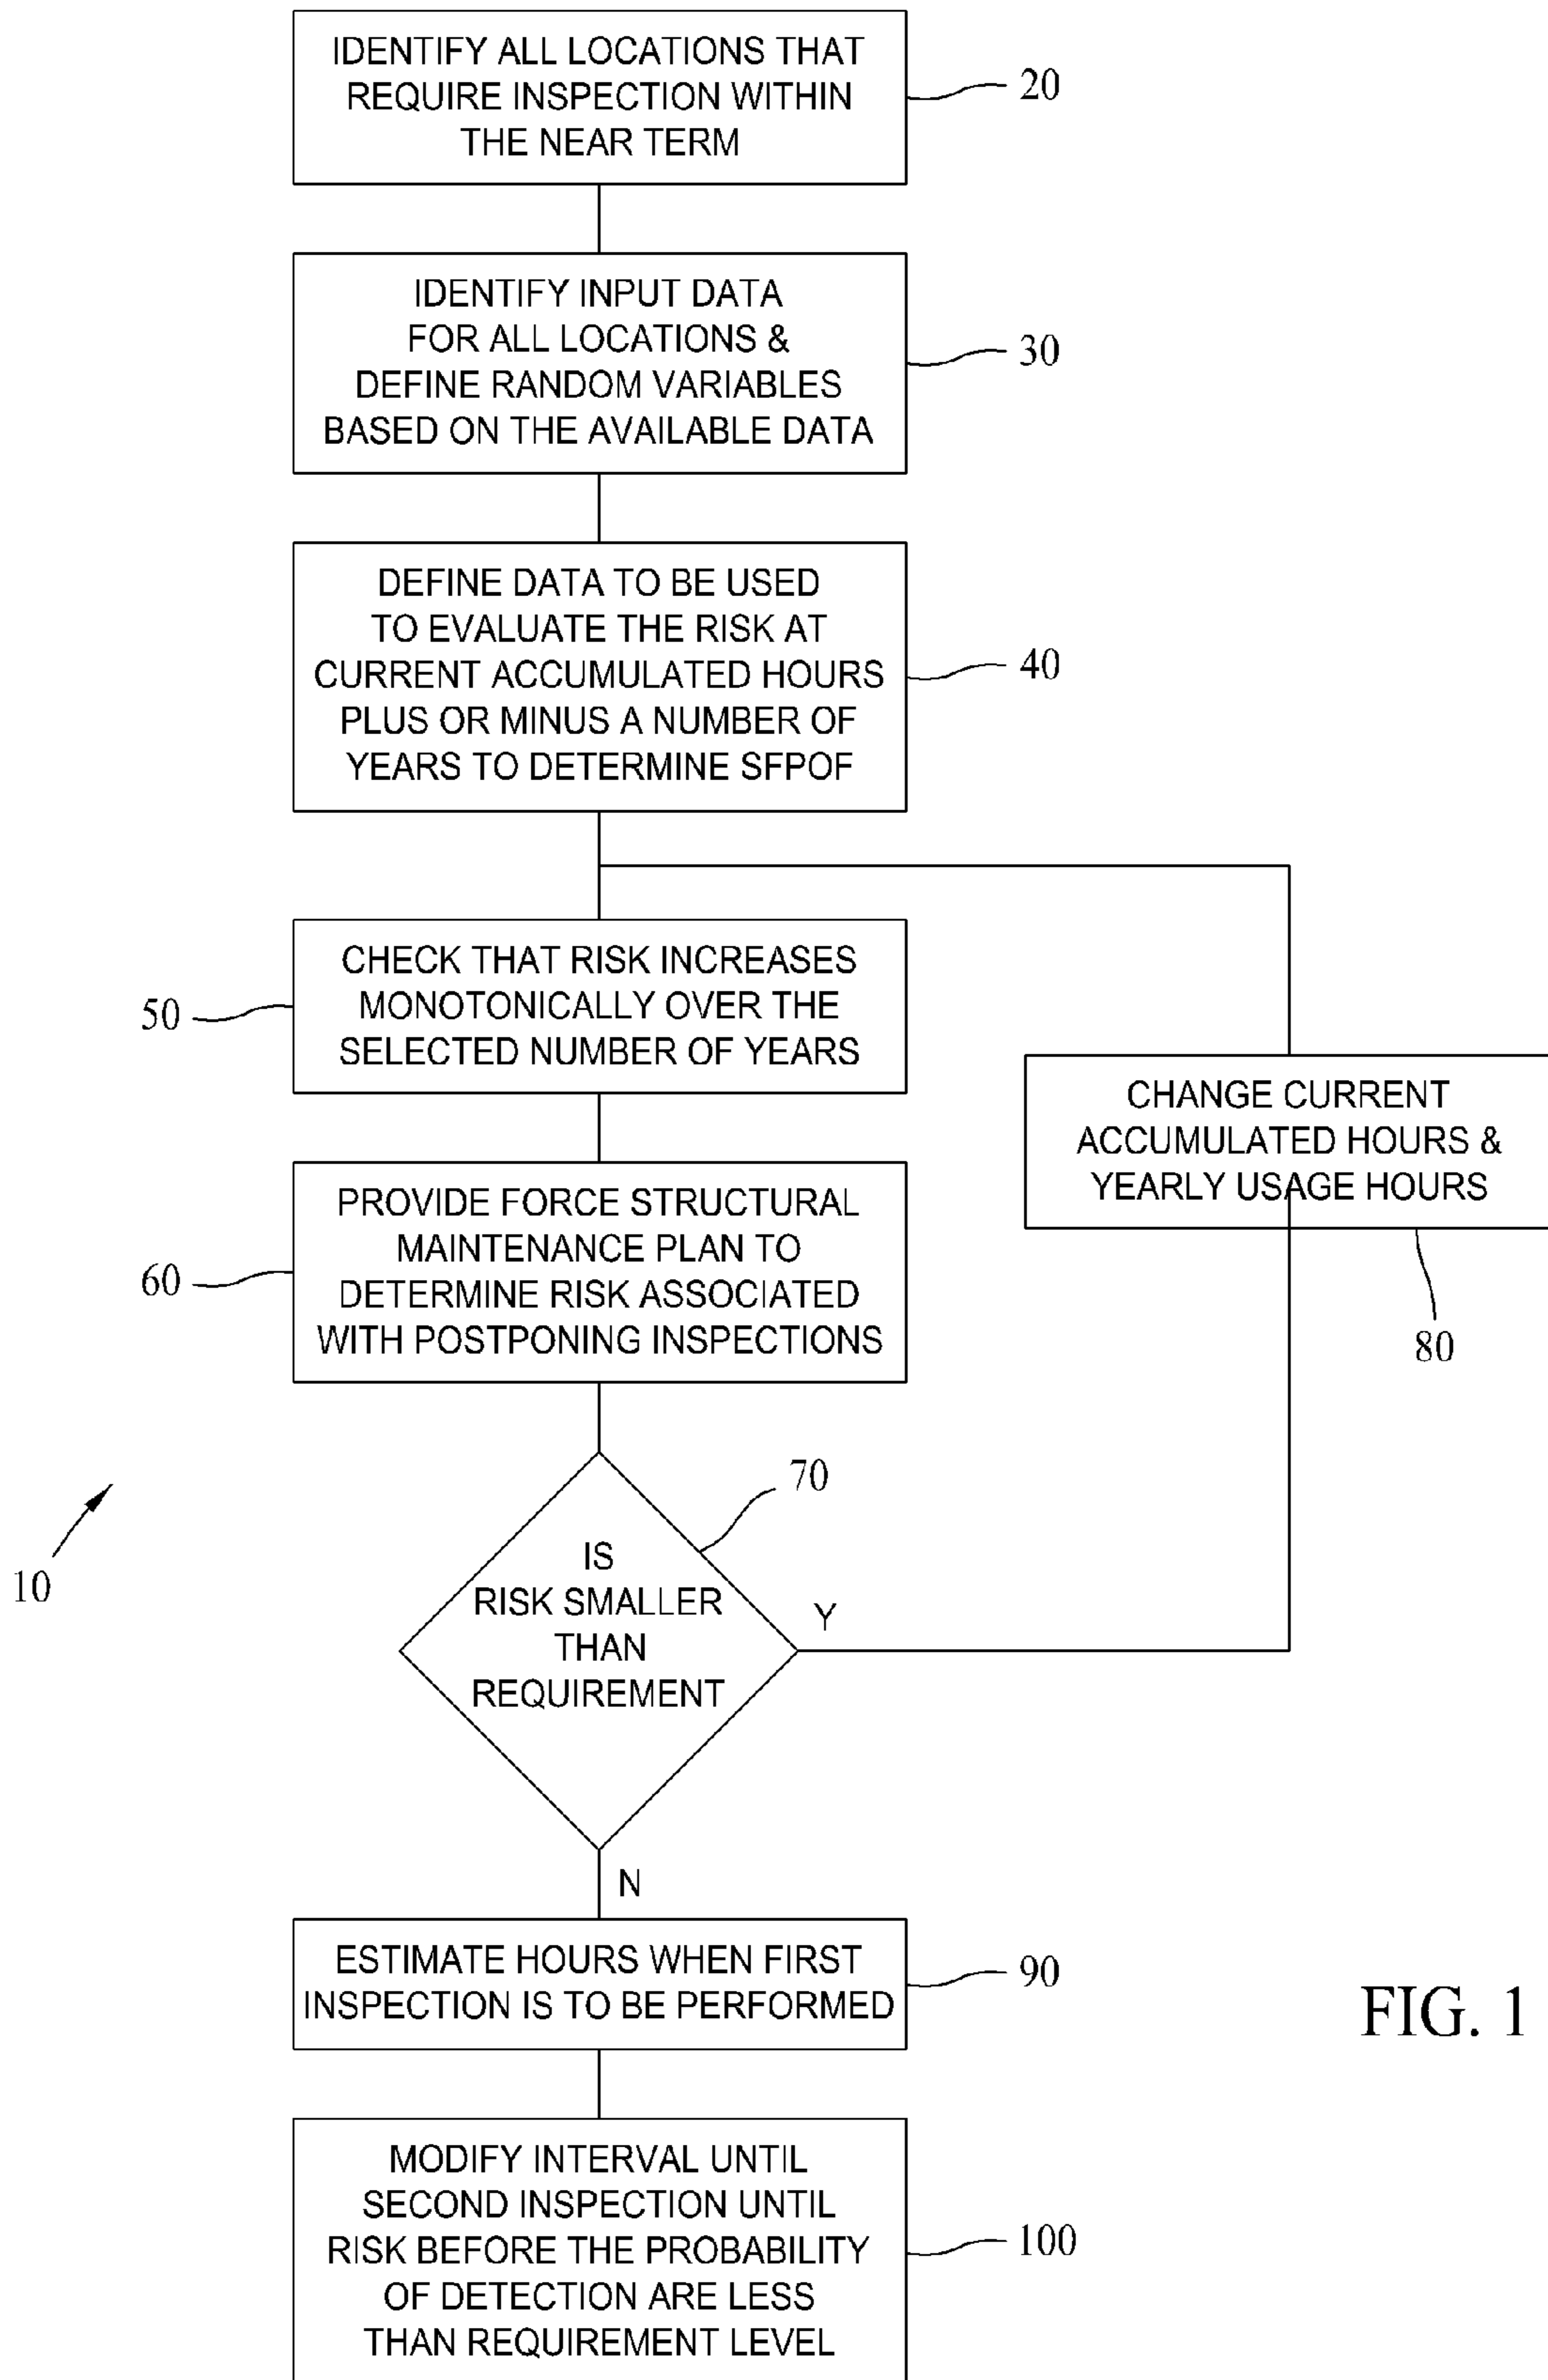 IDENTIFY ALL LOCATIONS THAT
REQUIRE INSPECTION WITHIN
THE NEAR TERM
20
IDENTIFY INPUT DATA
FOR ALL LOCATIONS &
DEFINE RANDOM VARIABLES
BASED ON THE AVAILABLE DATA
30
DEFINE DATA TO BE USED
TO EVALUATE THE RISK AT
CURRENT ACCUMULATED HOURS
PLUS OR MINUS A NUMBER OF
YEARS TO DETERMINE SFPOF
40
CHECK THAT RISK INCREASES
MONOTONICALLY OVER THE
SELECTED NUMBER OF YEARS
50
CHANGE CURRENT
ACCUMULATED HOURS &
YEARLY USAGE HOURS
80
PROVIDE FORCE STRUCTURAL
MAINTENANCE PLAN TO
DETERMINE RISK ASSOCIATED
WITH POSTPONING INSPECTIONS
60
IS
RISK SMALLER
THAN
REQUIREMENT
70
Y
N
10
ESTIMATE HOURS WHEN FIRST
INSPECTION IS TO BE PERFORMED
90
MODIFY INTERVAL UNTIL
SECOND INSPECTION UNTIL
RISK BEFORE THE PROBABILITY
OF DETECTION ARE LESS
THAN REQUIREMENT LEVEL
100
FIG. 1